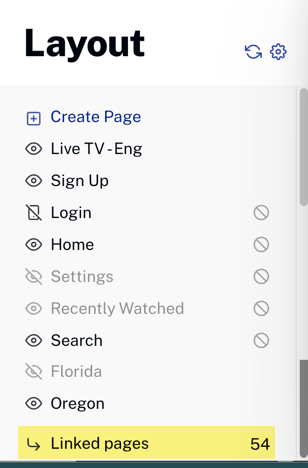 Layout
Create Page
Live TV - Eng
Sign Up
Login
Home
Settings
Recently Watched
Search
Florida
Oregon
Linked pages 54